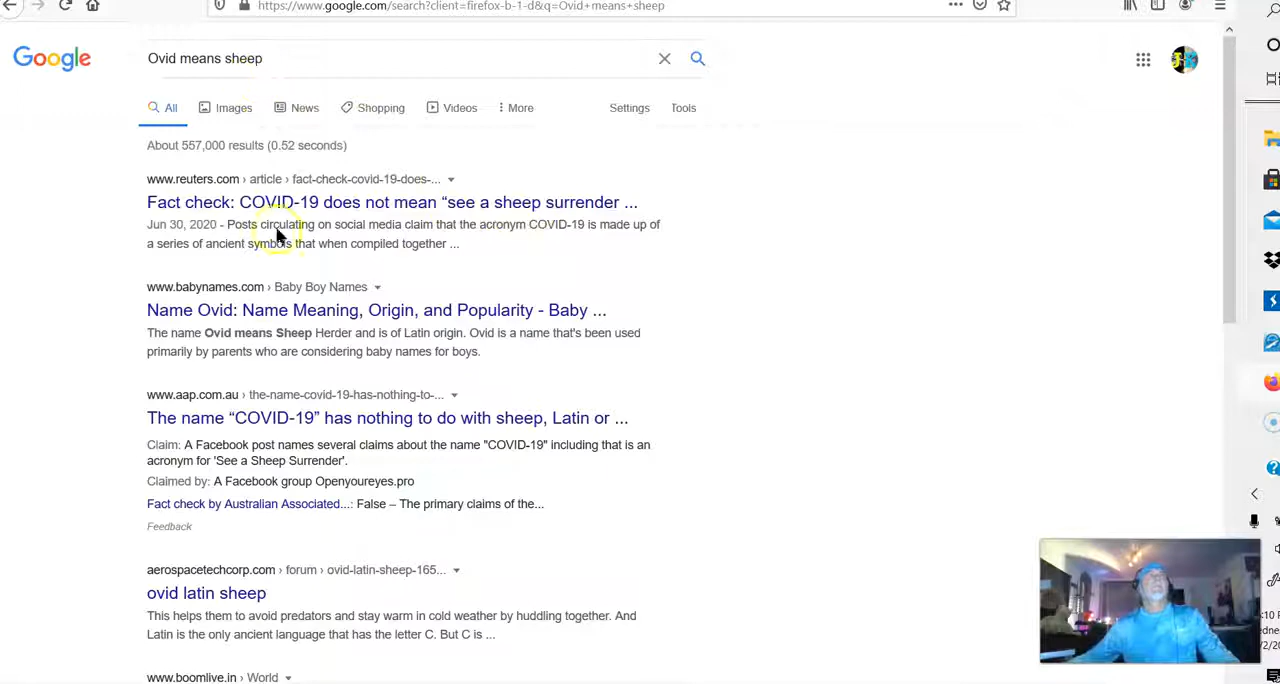 https://www.google.com/search?client=firefox-b-1-d&q=Ovid+means+sheep
Google
Ovid means sheep
All Images News Shopping Videos More Settings Tools
About 557,000 results (0.52 seconds)
www.reuters.com › article › fact-check-covid-19-does-...
Fact check: COVID-19 does not mean “see a sheep surrender ...
Jun 30, 2020 - Posts circulating on social media claim that the acronym COVID-19 is made up of
a series of ancient symbols that when compiled together ...
www.babynames.com › Baby Boy Names
Name Ovid: Name Meaning, Origin, and Popularity - Baby ...
The name Ovid means Sheep Herder and is of Latin origin. Ovid is a name that's been used
primarily by parents who are considering baby names for boys.
www.aap.com.au › the-name-covid-19-has-nothing-to-...
The name “COVID-19” has nothing to do with sheep, Latin or ...
Claim: A Facebook post names several claims about the name "COVID-19" including that is an
acronym for 'See a Sheep Surrender'.
Claimed by: A Facebook group Openyoureyes.pro
Fact check by Australian Associated...: False – The primary claims of the...
Feedback
aerospacetechcorp.com › forum › ovid-latin-sheep-165...
ovid latin sheep
This helps them to avoid predators and stay warm in cold weather by huddling together. And
Latin is the only ancient language that has the letter C. But C is ...
www.boomlive.in › World